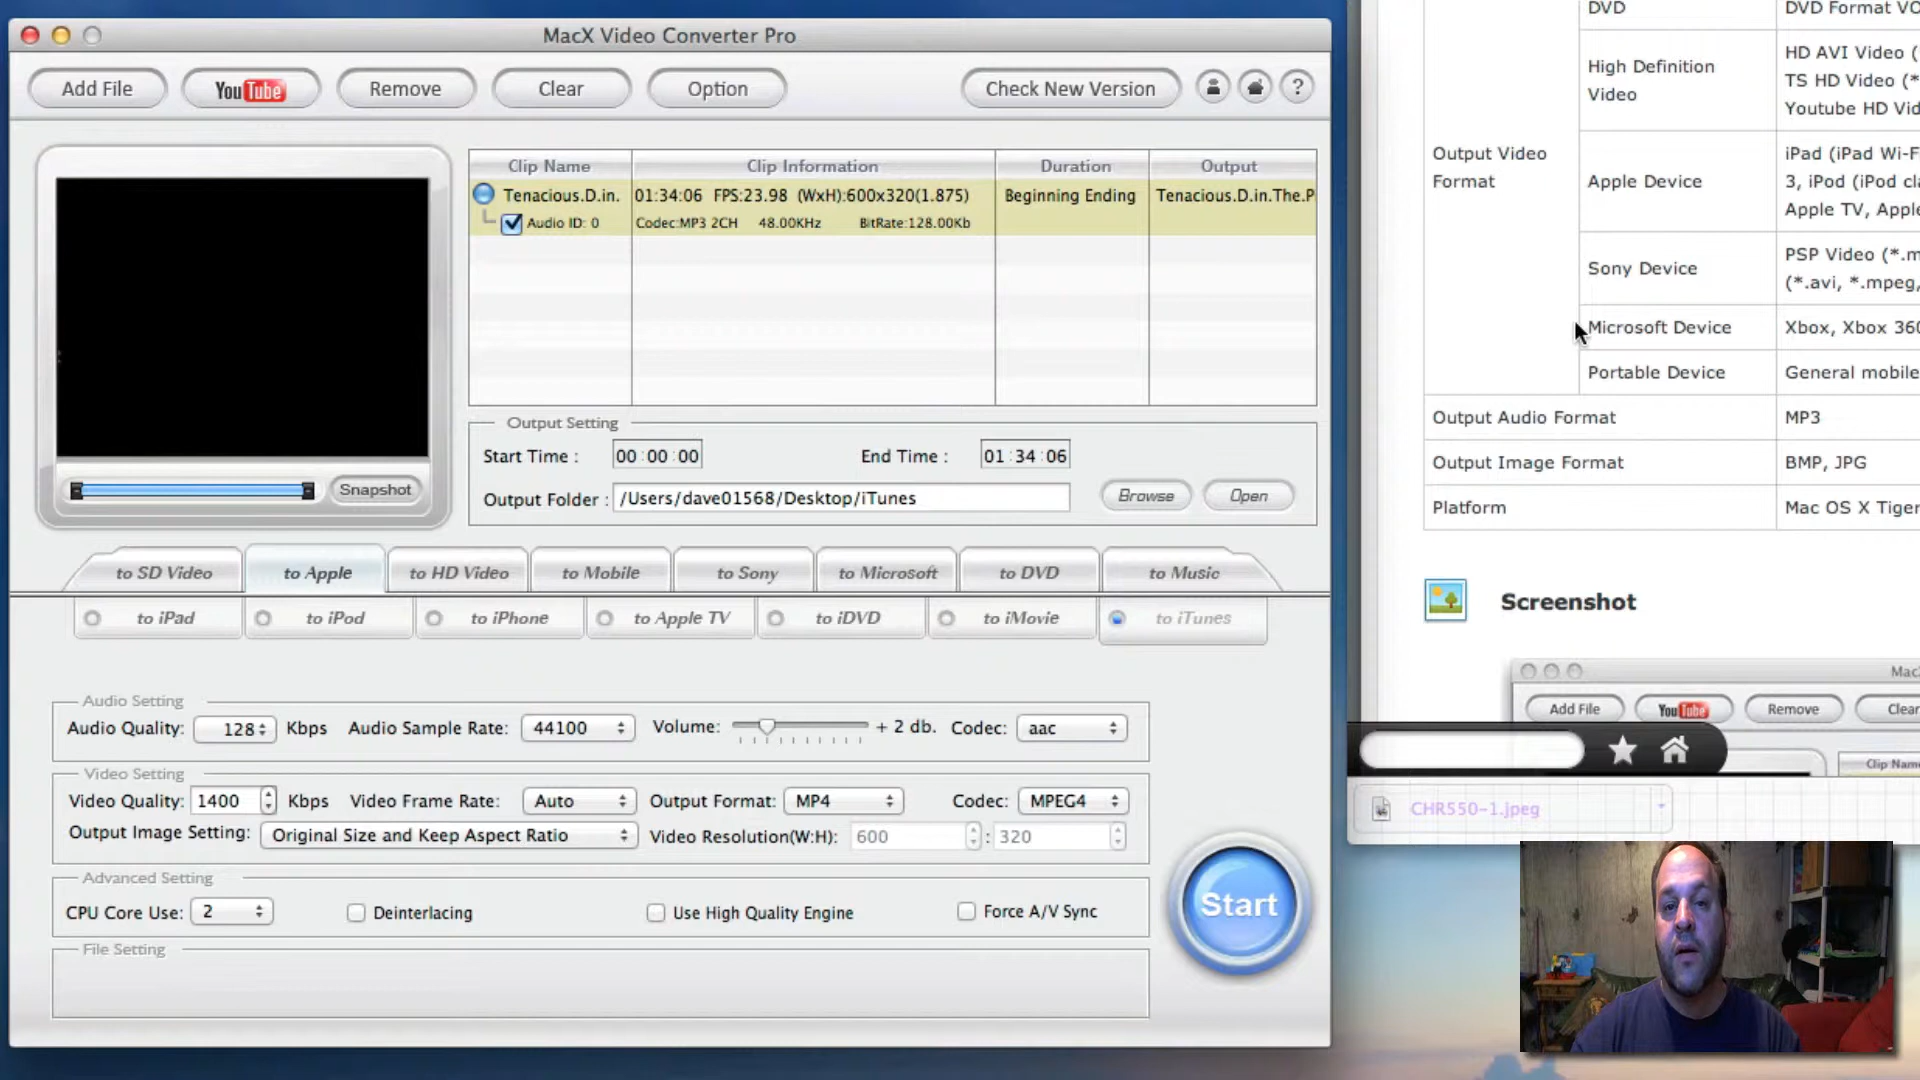 MacX Video Converter Pro
Add File
YouTube
Remove
Clear
Option
Check New Version
?
Clip Name Clip Information Duration Output
Tenacious.D.in. 01:34:06 FPS:23.98 (WxH):600x320(1.875) Beginning Ending Tenacious.D.in.The.P
Audio ID: 0 Codec:MP3 2CH 48.00KHz BitRate:128.00Kb
Snapshot
Output Setting
Start Time : 00:00:00 End Time : 01:34:06
Output Folder : /Users/dave01568/Desktop/iTunes Browse Open
to SD Video to Apple to HD Video to Mobile to Sony to Microsoft to DVD to Music
to iPad to iPod to iPhone to Apple TV to iDVD to iMovie to iTunes
Audio Setting
Audio Quality: 128 Kbps Audio Sample Rate: 44100 Volume: + 2 db. Codec: aac
Video Setting
Video Quality: 1400 Kbps Video Frame Rate: Auto Output Format: MP4 Codec: MPEG4
Output Image Setting: Original Size and Keep Aspect Ratio Video Resolution(W:H): 600 : 320
Advanced Setting
CPU Core Use: 2 Deinterlacing Use High Quality Engine Force A/V Sync
File Setting
Start
DVD DVD Format VO
High Definition Video
HD AVI Video (
TS HD Video (*
Youtube HD Vid
Output Video Format
Apple Device
iPad (iPad Wi-F
3, iPod (iPod cla
Apple TV, Apple
Sony Device
PSP Video (*.m
(*.avi, *.mpeg,
Microsoft Device Xbox, Xbox 360
Portable Device General mobile
Output Audio Format MP3
Output Image Format BMP, JPG
Platform Mac OS X Tiger
Screenshot
Mac
Add File YouTube Remove Clear
Clip Name
CHR550-1.jpeg